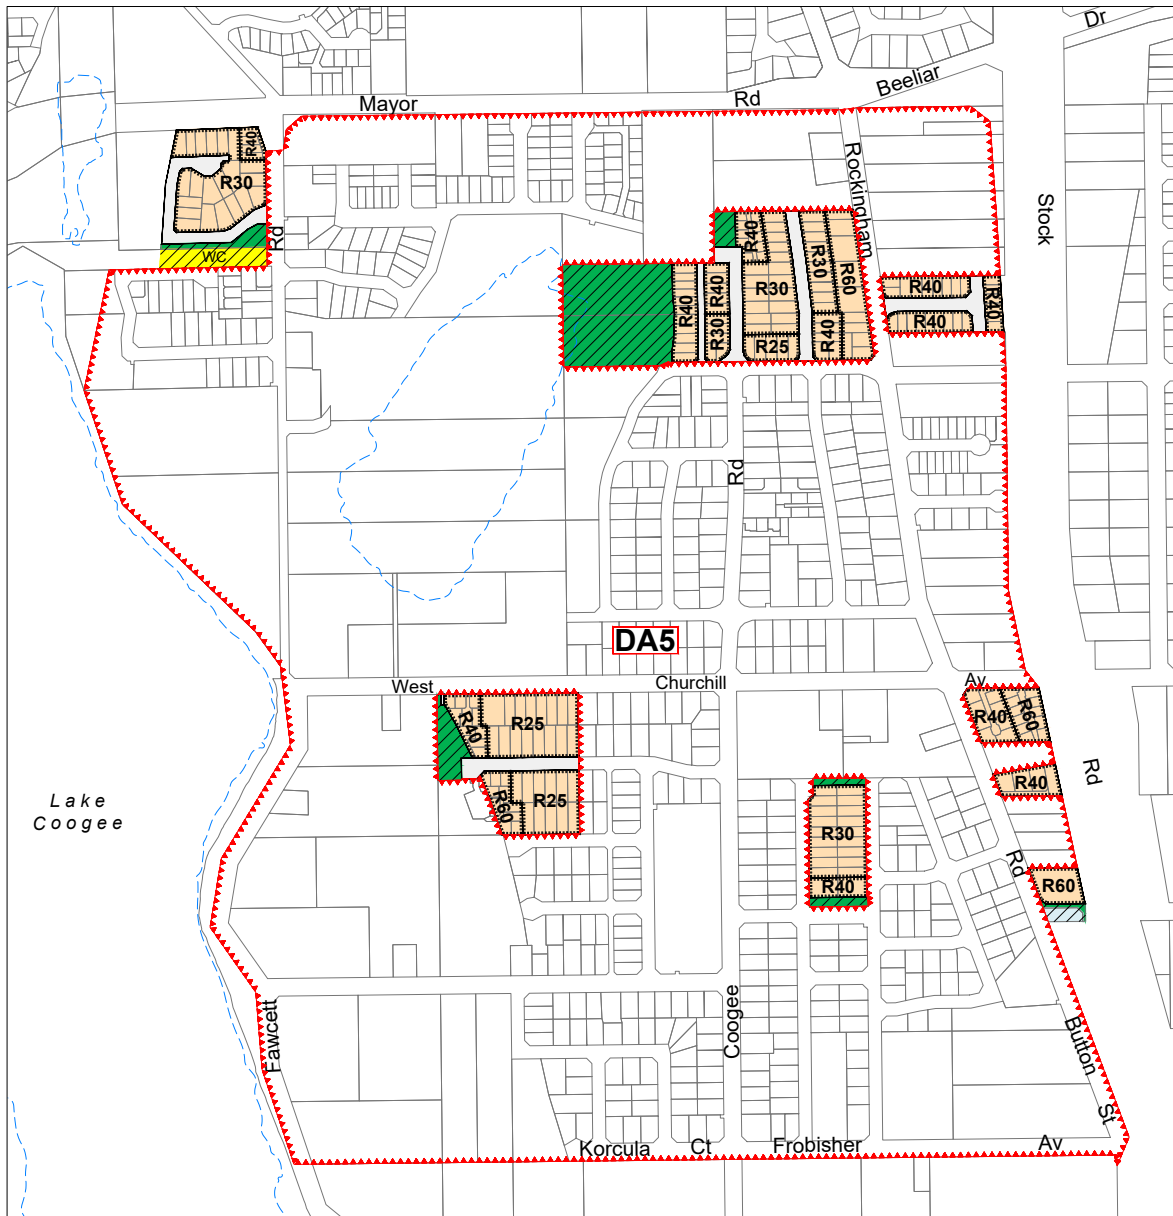 Dr
Beeliar
Mayor
Rd
R40
R30
Rd
WC
Rockingham
Stock
R40
R30
R60
R40
R40
R30
R30
R25
R40
R40
R40
R40
Rd
DA5
West
Churchill
Av
R40
R25
R60
R25
R40
R60
R40
Rd
R30
R40
Rd
R60
Lake
Coogee
Fawcett
Coogee
Button
St
Korcula
Ct
Frobisher
Av